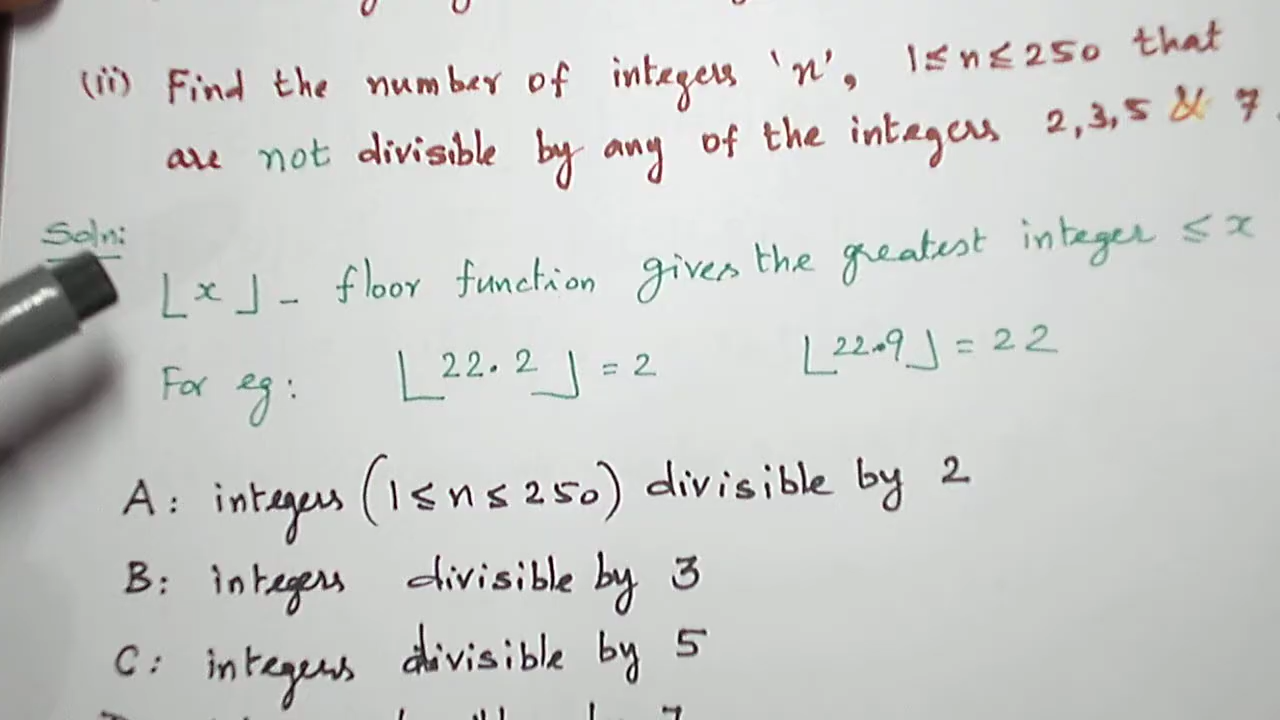 (ii) Find the number of integers 'n', 1 ≤ n ≤ 250 that
are not divisible by any of the integers 2, 3, 5 & 7.
Soln:
⌊x⌋ - floor function gives the greatest integer ≤ x
For eg: ⌊22.2⌋ = 2 ⌊22.9⌋ = 22
A: integers (1 ≤ n ≤ 250) divisible by 2
B: integers divisible by 3
C: integers divisible by 5